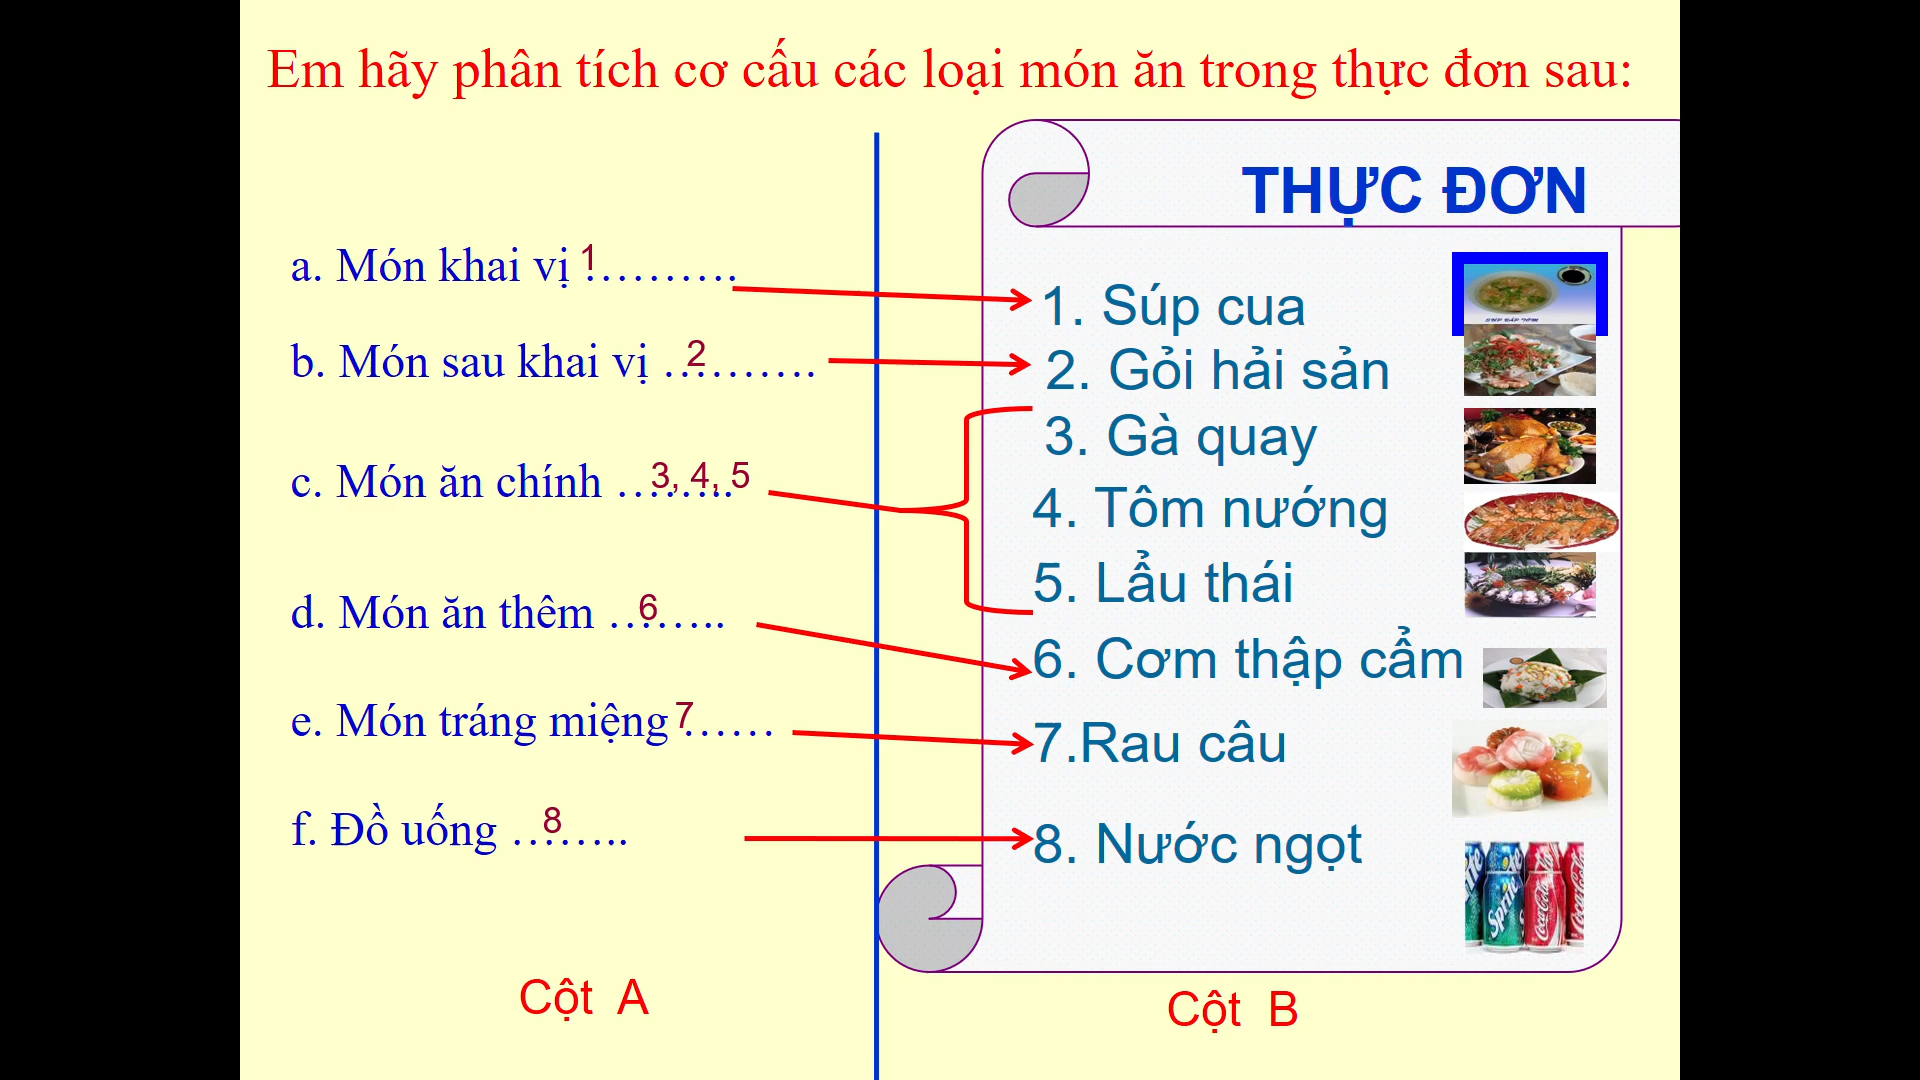 Em hãy phân tích cơ cấu các loại món ăn trong thực đơn sau:
a. Món khai vị ……….
1
b. Món sau khai vị ……….
2
c. Món ăn chính ……..
3, 4, 5
d. Món ăn thêm ……..
6
e. Món tráng miệng ……
7
f. Đồ uống ……..
8
Cột A
THỰC ĐƠN
1. Súp cua
2. Gỏi hải sản
3. Gà quay
4. Tôm nướng
5. Lẩu thái
6. Cơm thập cẩm
7.Rau câu
8. Nước ngọt
Sprite
Coca-Cola
Cột B